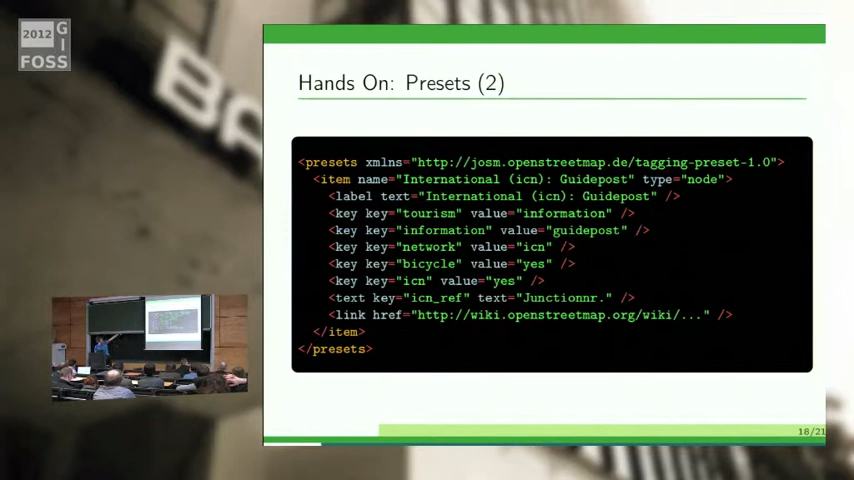 2012 G
I
FOSS
BA
Hands On: Presets (2)
<presets xmlns="http://josm.openstreetmap.de/tagging-preset-1.0">
<item name="International (icn): Guidepost" type="node">
<label text="International (icn): Guidepost" />
<key key="tourism" value="information" />
<key key="information" value="guidepost" />
<key key="network" value="icn" />
<key key="bicycle" value="yes" />
<key key="icn" value="yes" />
<text key="icn_ref" text="Junctionnr." />
<link href="http://wiki.openstreetmap.org/wiki/..." />
</item>
</presets>
18/21